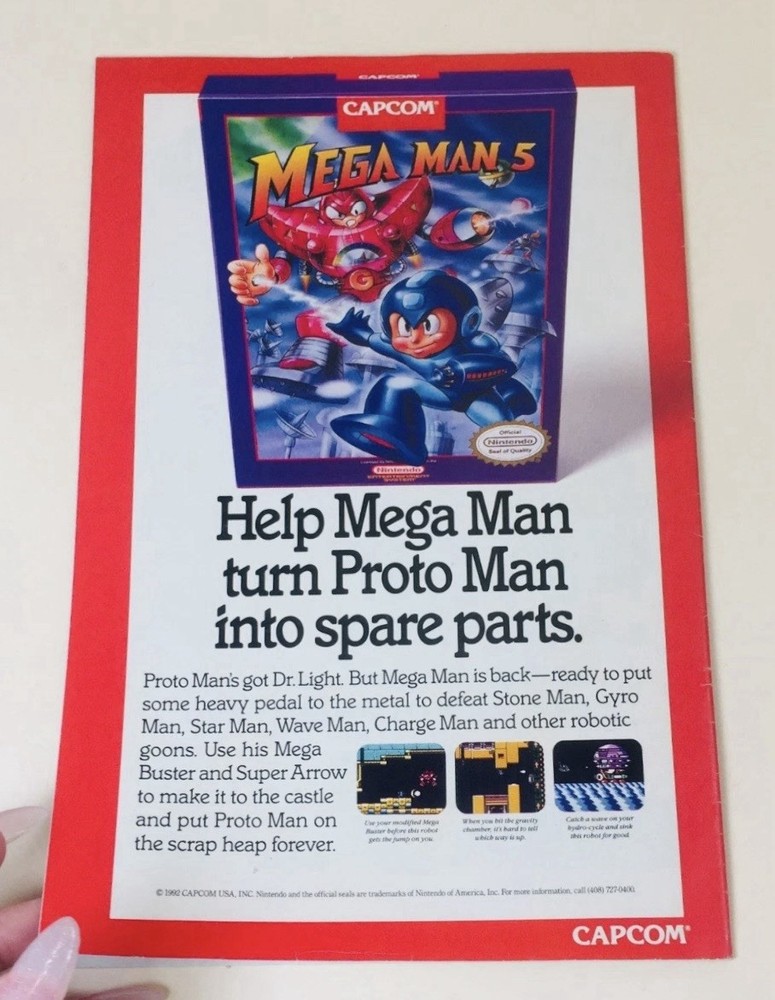 CAPCOM
CAPCOM®
MEGA MAN 5
Official
Nintendo
Seal of Quality
Nintendo
ENTERTAINMENT
SYSTEM
Help Mega Man
turn Proto Man
into spare parts.
Proto Man's got Dr. Light. But Mega Man is back—ready to put
some heavy pedal to the metal to defeat Stone Man, Gyro
Man, Star Man, Wave Man, Charge Man and other robotic
goons. Use his Mega
Buster and Super Arrow
to make it to the castle
and put Proto Man on
the scrap heap forever.
Use your modified Mega
Buster before this robot
gets the jump on you.
When you hit the gravity
chamber, it's hard to tell
which way is up.
Catch a wave on your
hydro-cycle and sink
this robot for good.
© 1992 CAPCOM USA, INC. Nintendo and the official seals are trademarks of Nintendo of America, Inc. For more information, call (408) 727-0400.
CAPCOM®